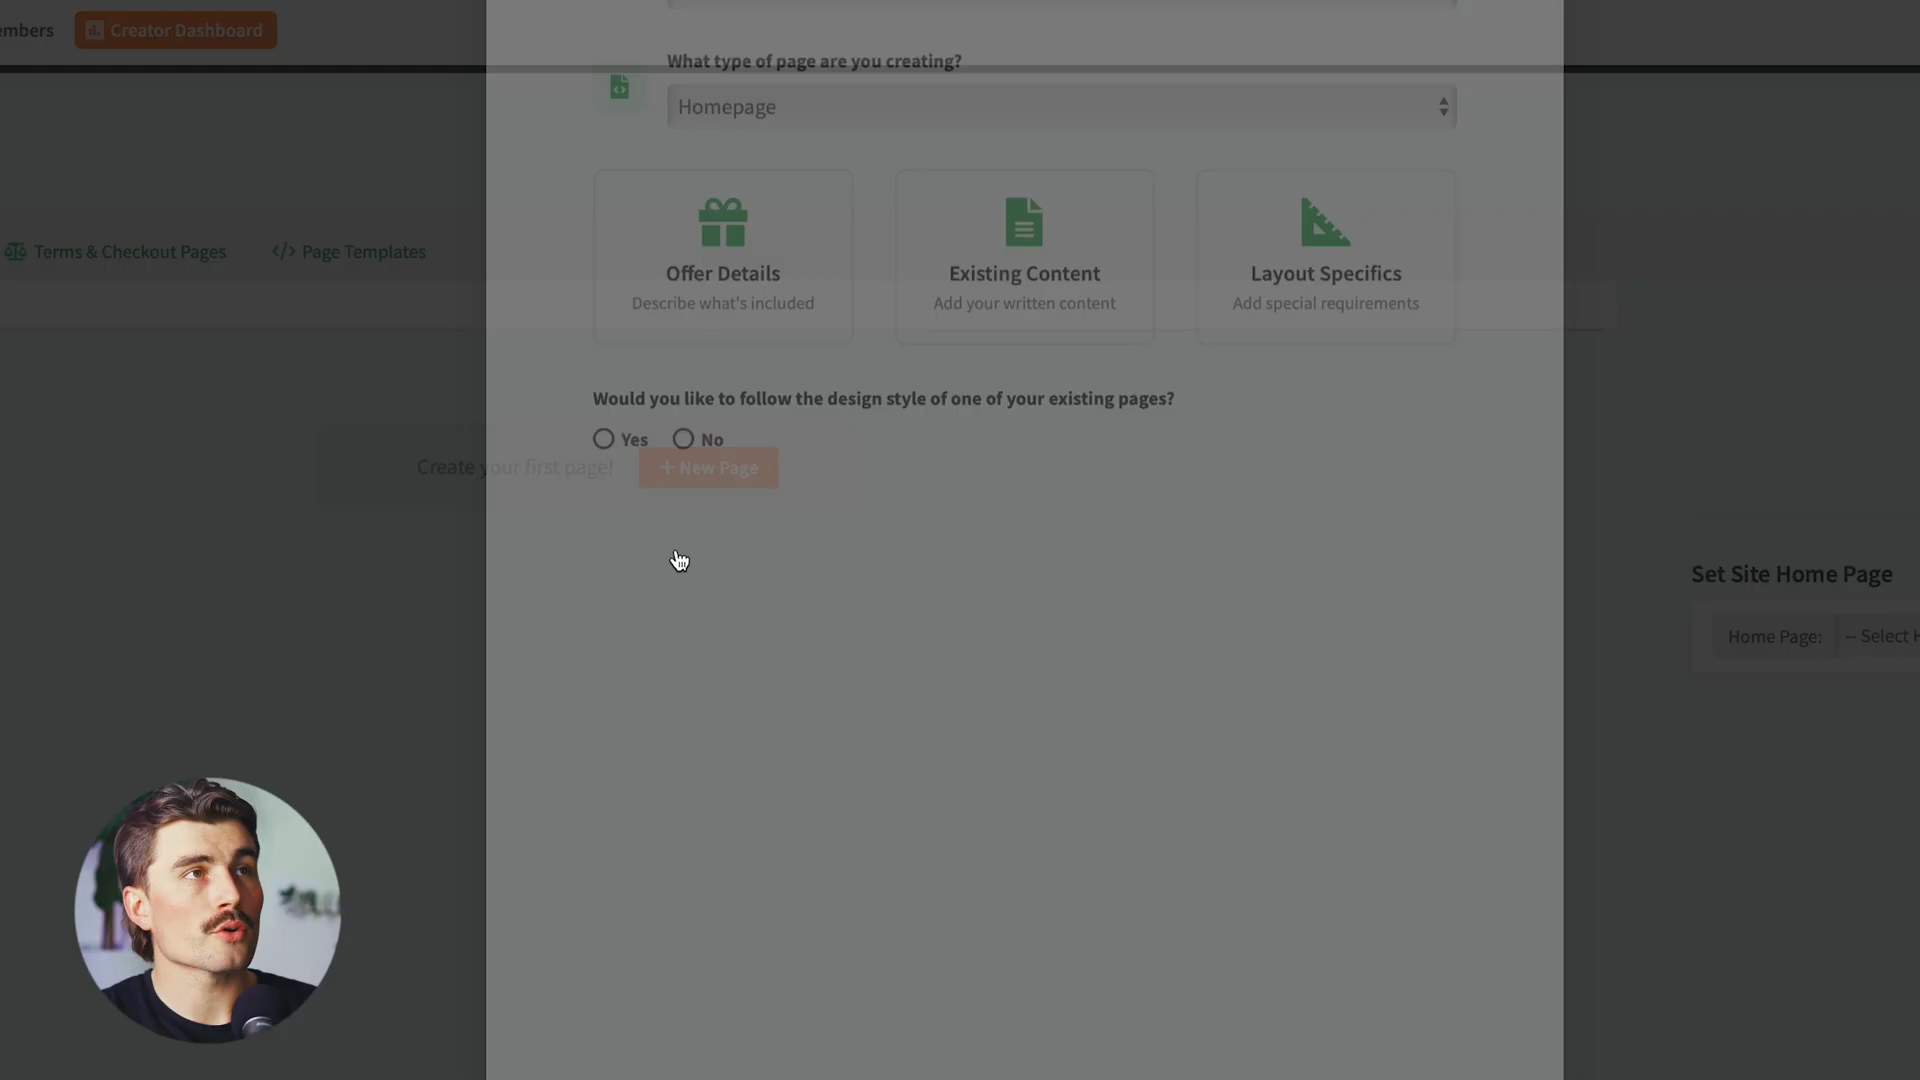 embers
Creator Dashboard
What type of page are you creating?
Homepage
Terms & Checkout Pages
Page Templates
Offer Details
Describe what's included
Existing Content
Add your written content
Layout Specifics
Add special requirements
Would you like to follow the design style of one of your existing pages?
Yes
No
Create your first page!
+ New Page
Set Site Home Page
Home Page:
-- Select H